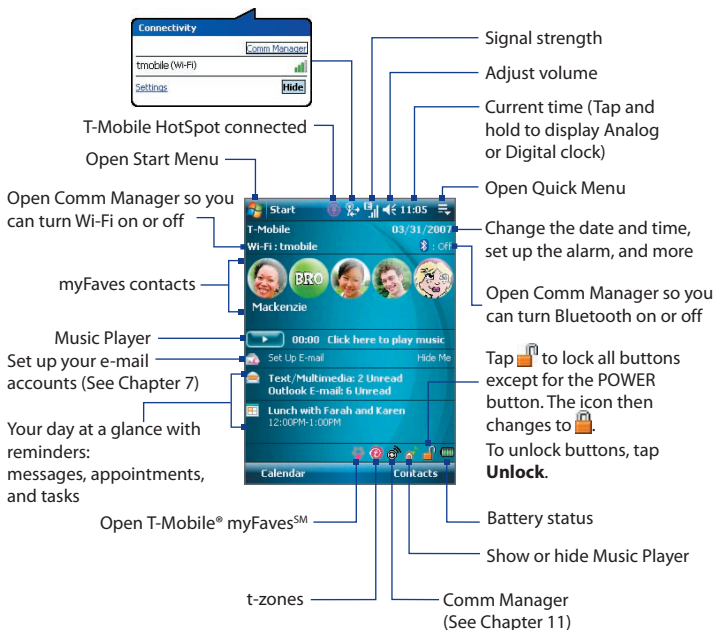 Connectivity
Comm Manager
tmobile (Wi-Fi)
Settings
Hide
T-Mobile HotSpot connected
Open Start Menu
Open Comm Manager so you
can turn Wi-Fi on or off
myFaves contacts
Music Player
Set up your e-mail
accounts (See Chapter 7)
Your day at a glance with
reminders:
messages, appointments,
and tasks
Open T-Mobile® myFaves℠
t-zones
Start
11:05
T-Mobile
03/31/2007
Wi-Fi : tmobile
: Off
BRO
Mackenzie
00:00 Click here to play music
Set Up E-mail
Hide Me
Text/Multimedia: 2 Unread
Outlook E-mail: 6 Unread
Lunch with Farah and Karen
12:00PM-1:00PM
Calendar
Contacts
Signal strength
Adjust volume
Current time (Tap and
hold to display Analog
or Digital clock)
Open Quick Menu
Change the date and time,
set up the alarm, and more
Open Comm Manager so you
can turn Bluetooth on or off
Tap to lock all buttons
except for the POWER
button. The icon then
changes to .
To unlock buttons, tap
Unlock.
Battery status
Show or hide Music Player
Comm Manager
(See Chapter 11)